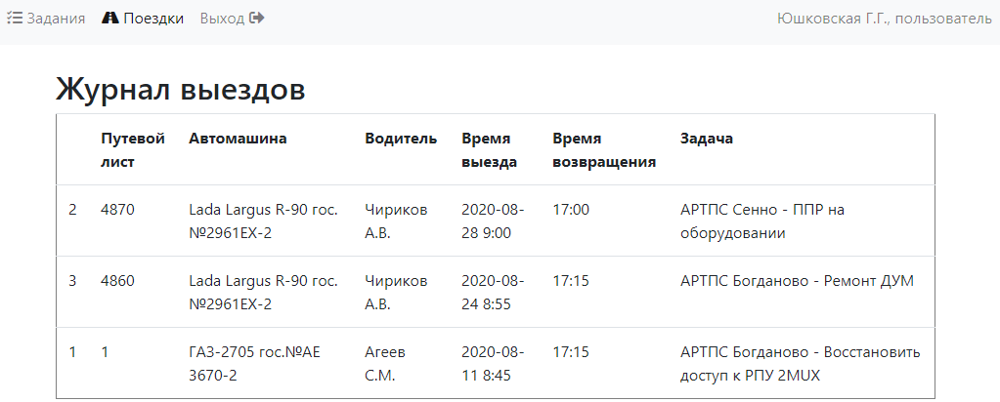 Задания Поездки Выход Юшковская Г.Г., пользователь
Журнал выездов
Путевой лист Автомашина Водитель Время выезда Время возвращения Задача
2 4870 Lada Largus R-90 гос. Чириков 2020-08- 17:00 АРТПС Сенно - ППР на
№2961ЕХ-2 А.В. 28 9:00 оборудовании
3 4860 Lada Largus R-90 гос. Чириков 2020-08- 17:15 АРТПС Богданово - Ремонт ДУМ
№2961ЕХ-2 А.В. 24 8:55
1 1 ГАЗ-2705 гос.№АЕ Агеев 2020-08- 17:15 АРТПС Богданово - Восстановить
3670-2 С.М. 11 8:45 доступ к РПУ 2MUX